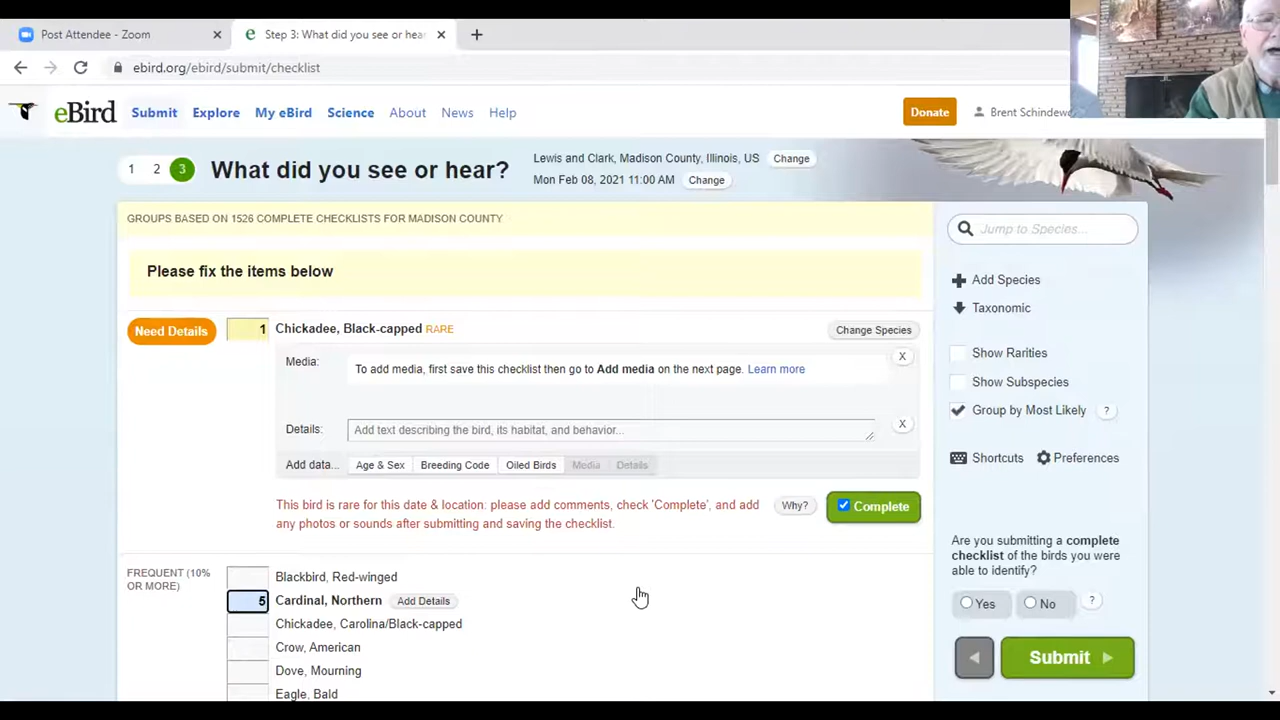 Post Attendee - Zoom
Step 3: What did you see or hear
ebird.org/ebird/submit/checklist
eBird
Submit
Explore
My eBird
Science
About
News
Help
Donate
Brent Schindew
1 2 3
What did you see or hear?
Lewis and Clark, Madison County, Illinois, US
Change
Mon Feb 08, 2021 11:00 AM
Change
GROUPS BASED ON 1526 COMPLETE CHECKLISTS FOR MADISON COUNTY
Please fix the items below
Need Details
1
Chickadee, Black-capped RARE
Change Species
Media:
To add media, first save this checklist then go to Add media on the next page. Learn more
X
Details:
Add text describing the bird, its habitat, and behavior...
X
Add data...
Age & Sex
Breeding Code
Oiled Birds
Media
Details
This bird is rare for this date & location: please add comments, check 'Complete', and add
any photos or sounds after submitting and saving the checklist.
Why?
Complete
FREQUENT (10%
OR MORE)
Blackbird, Red-winged
5
Cardinal, Northern
Add Details
Chickadee, Carolina/Black-capped
Crow, American
Dove, Mourning
Eagle, Bald
Jump to Species...
Add Species
Taxonomic
Show Rarities
Show Subspecies
Group by Most Likely
?
Shortcuts
Preferences
Are you submitting a complete
checklist of the birds you were
able to identify?
Yes
No
?
Submit